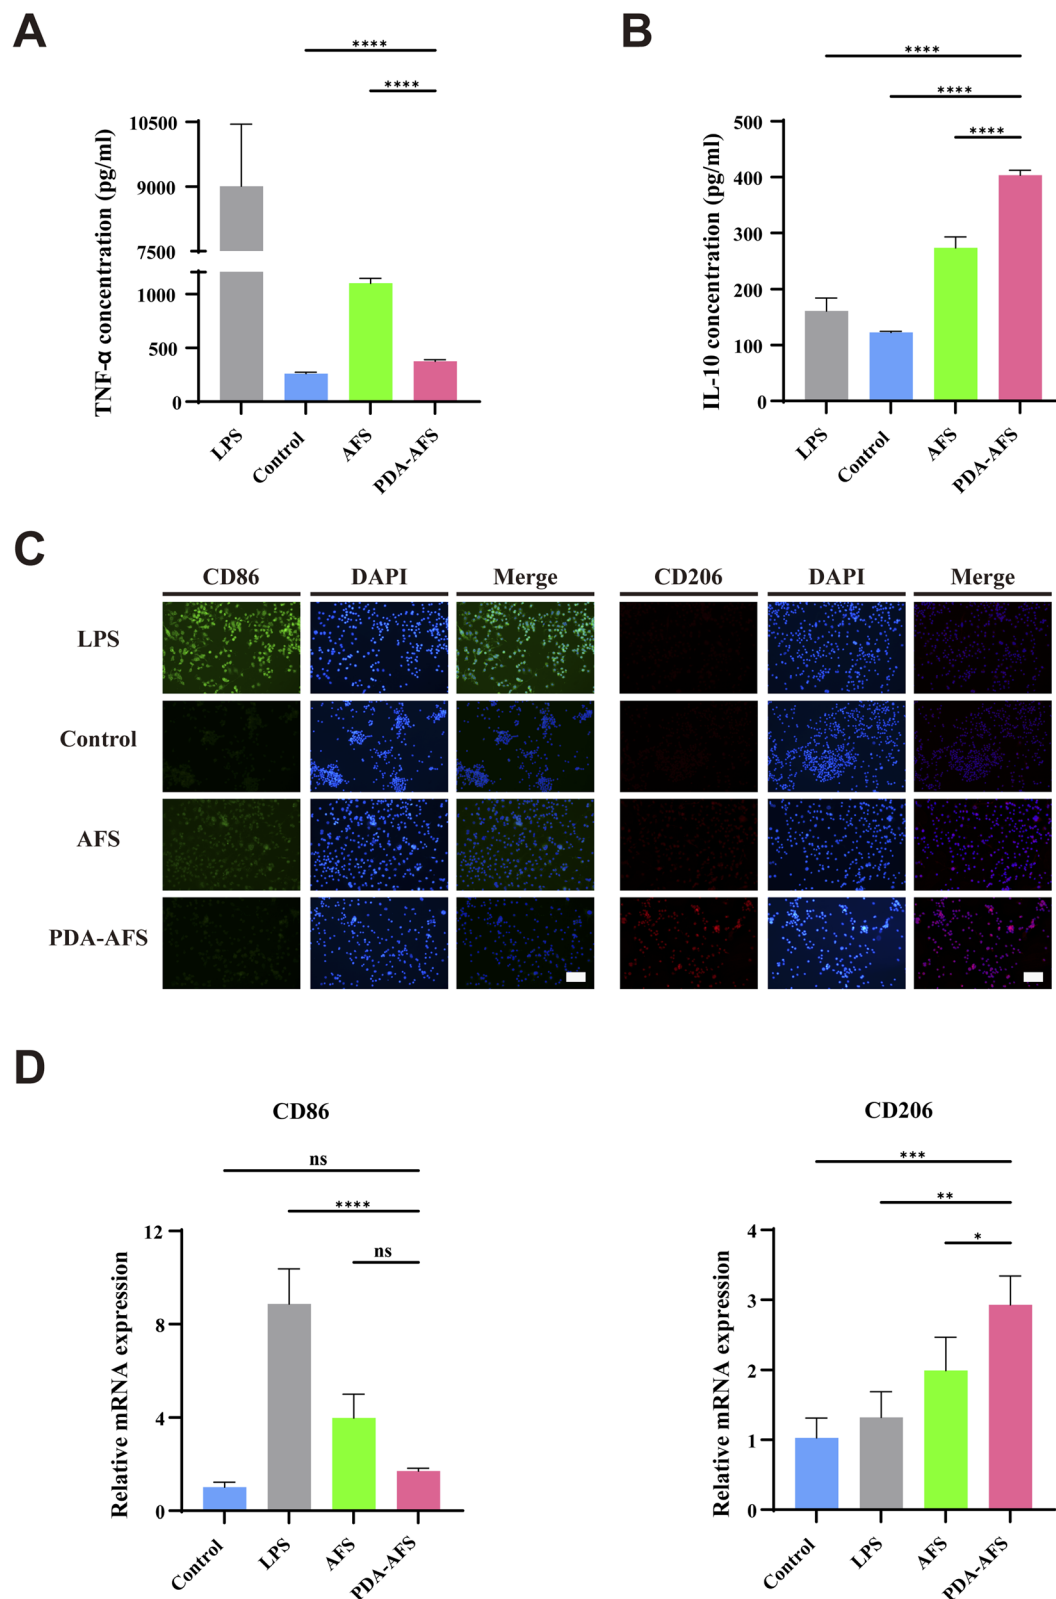 A
****
****
TNF-α concentration (pg/ml)
10500
9000
7500
1000
500
0
LPS
Control
AFS
PDA-AFS
B
****
****
****
IL-10 concentration (pg/ml)
500
400
300
200
100
0
LPS
Control
AFS
PDA-AFS
C
CD86 DAPI Merge CD206 DAPI Merge
LPS
Control
AFS
PDA-AFS
D
CD86
ns
****
ns
Relative mRNA expression
12
8
4
0
Control
LPS
AFS
PDA-AFS
CD206
***
**
*
Relative mRNA expression
4
3
2
1
0
Control
LPS
AFS
PDA-AFS